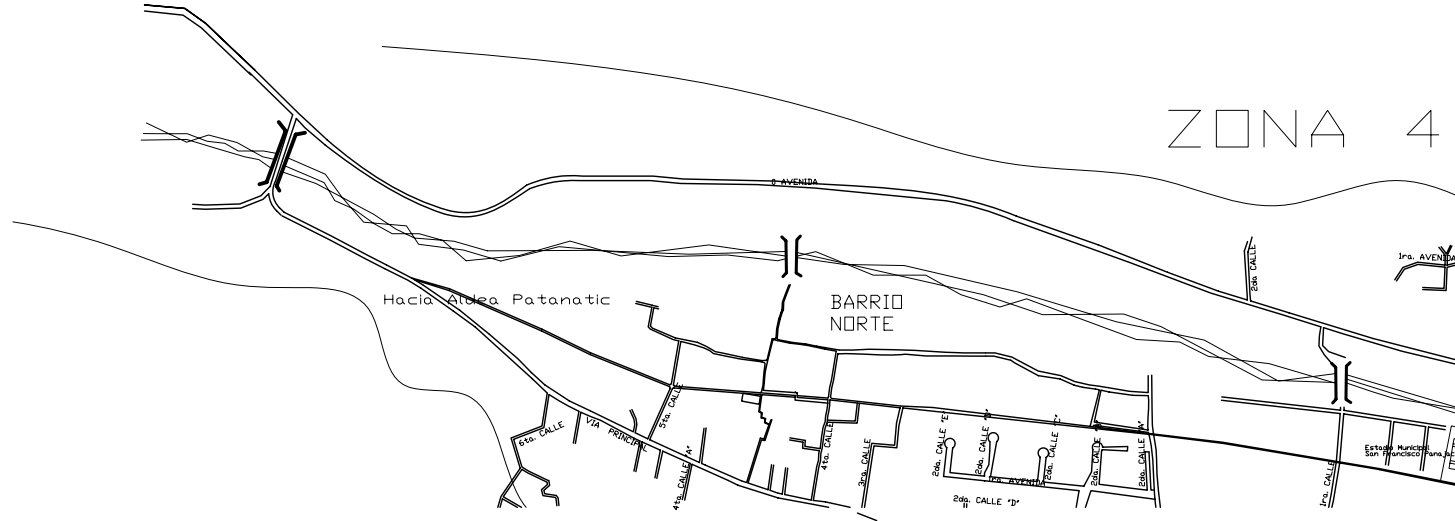 ZONA 4
0 AVENIDA
1ra. AVENIDA
2da. CALLE
Hacia Aldea Patanatic
BARRIO
NORTE
5ta. CALLE
6ta. CALLE
VIA PRINCIPAL
4ta. CALLE "A"
4ta. CALLE
3ra. CALLE
2da. CALLE "E"
2da. CALLE
2da. CALLE "C"
2da. CALLE
2da. CALLE "A"
1ra. AVENIDA
2da. CALLE "D"
1ra. CALLE
Estadio Municipal
San Francisco Panajac